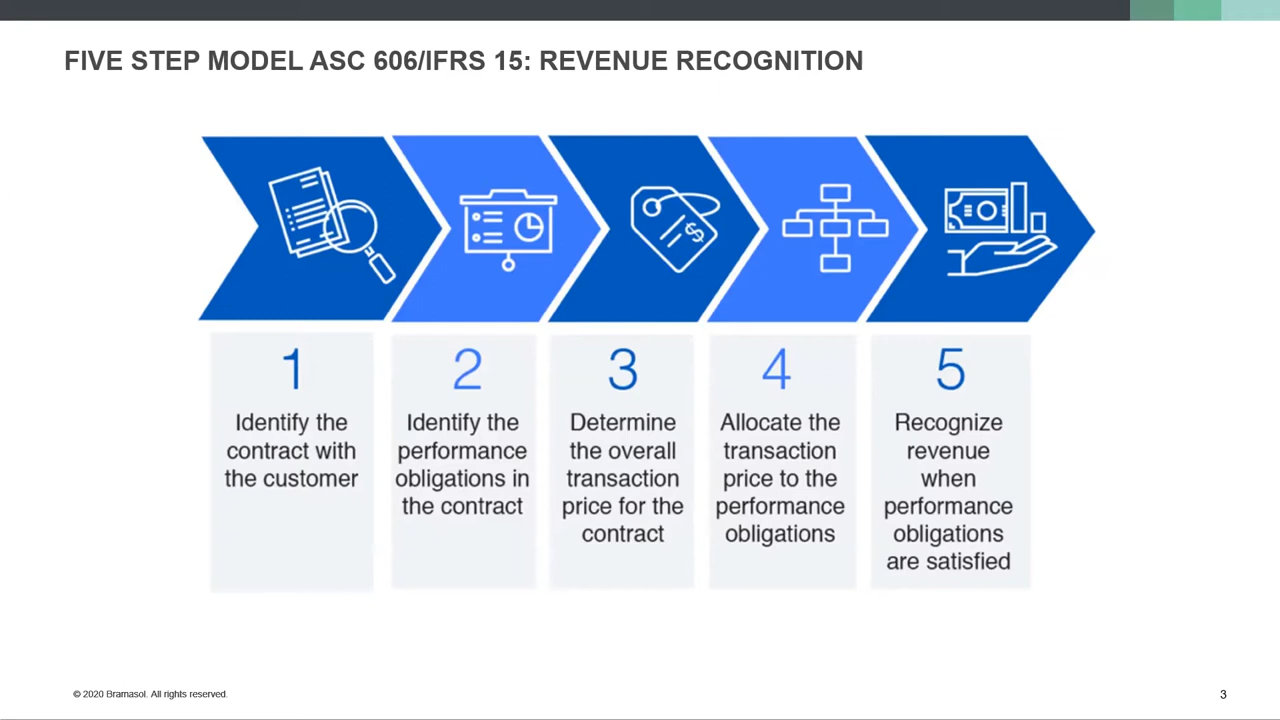 FIVE STEP MODEL ASC 606/IFRS 15: REVENUE RECOGNITION
$
1
Identify the
contract with
the customer
2
Identify the
performance
obligations in
the contract
3
Determine
the overall
transaction
price for the
contract
4
Allocate the
transaction
price to the
performance
obligations
5
Recognize
revenue
when
performance
obligations
are satisfied
© 2020 Bramasol. All rights reserved.
3